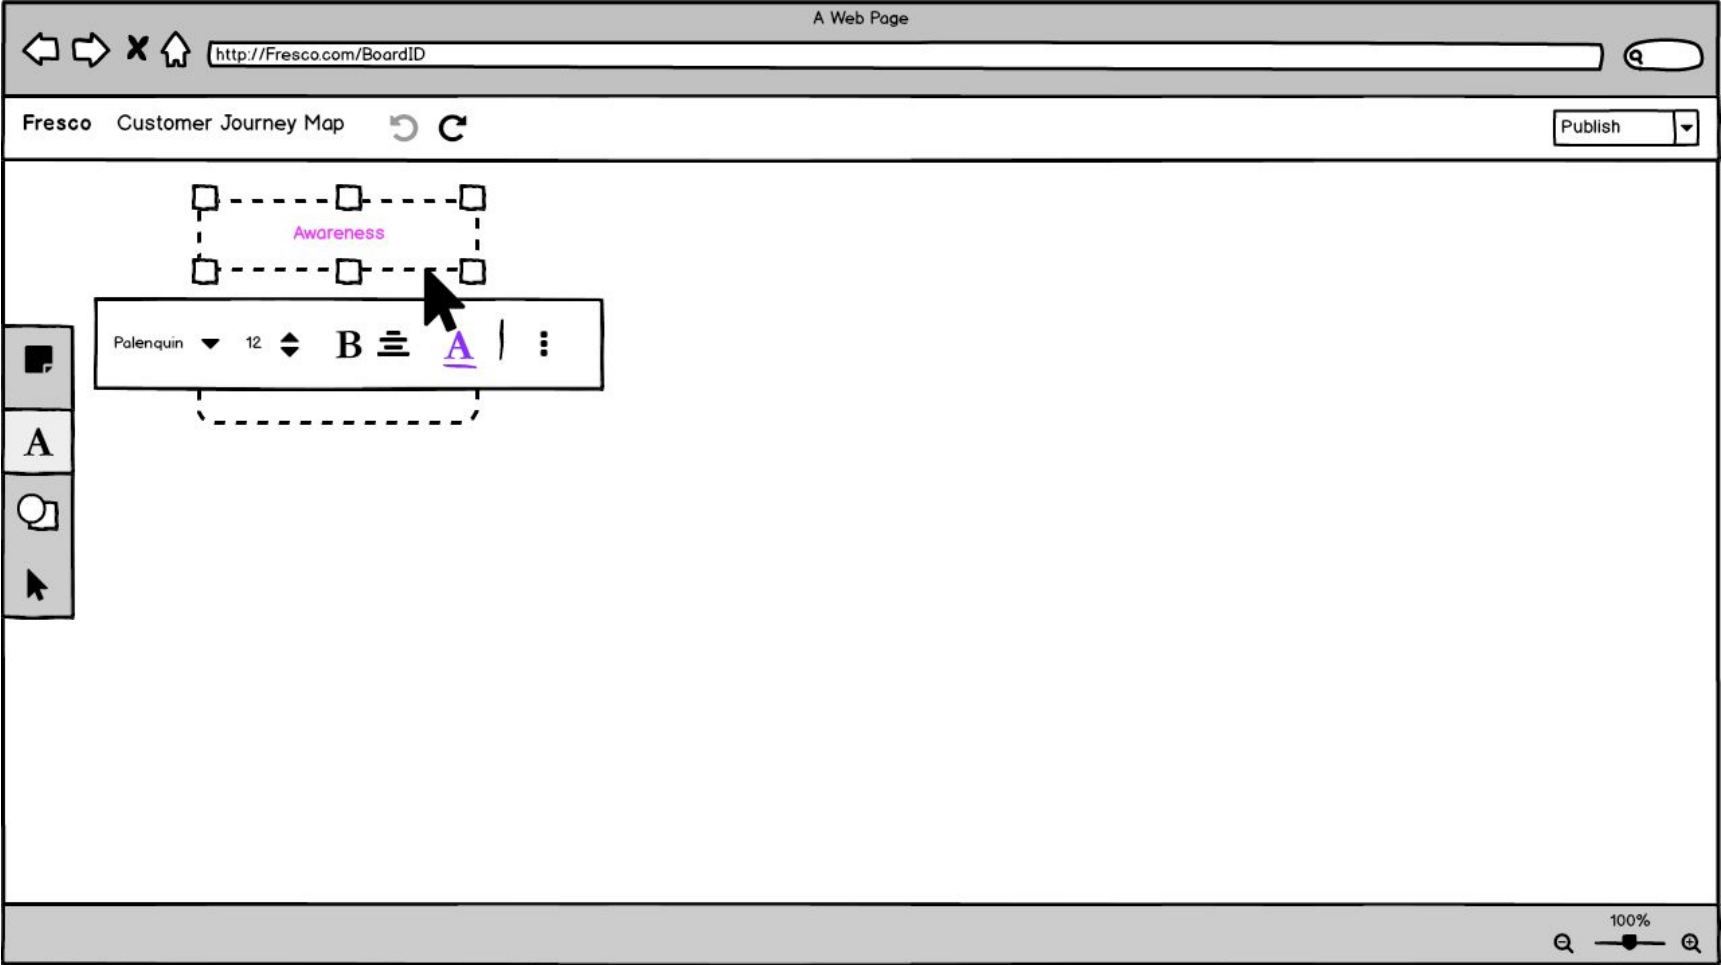 A Web Page
http://Fresco.com/BoardID
Fresco Customer Journey Map
Publish
Awareness
Palenquin 12 B A
A
100%